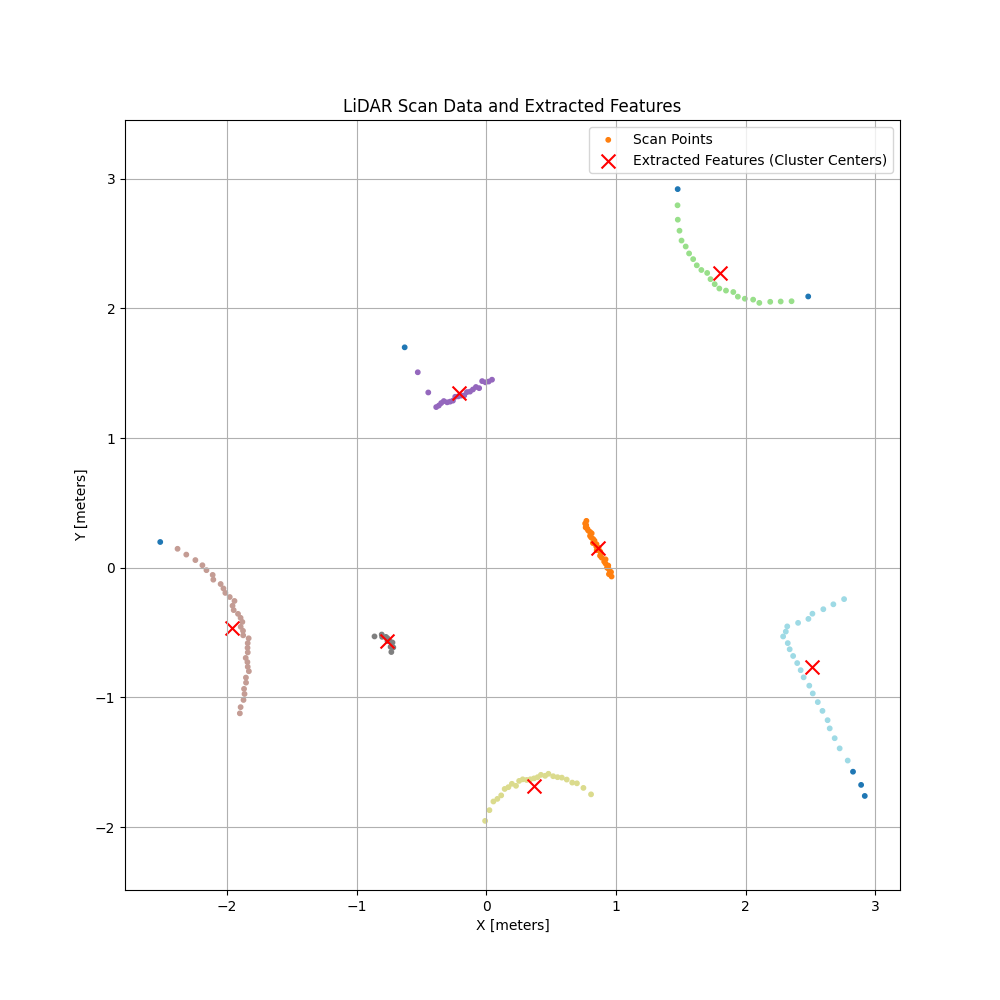 LiDAR Scan Data and Extracted Features
Scan Points
Extracted Features (Cluster Centers)
3
2
1
0
−1
−2
Y [meters]
−2
−1
0
1
2
3
X [meters]